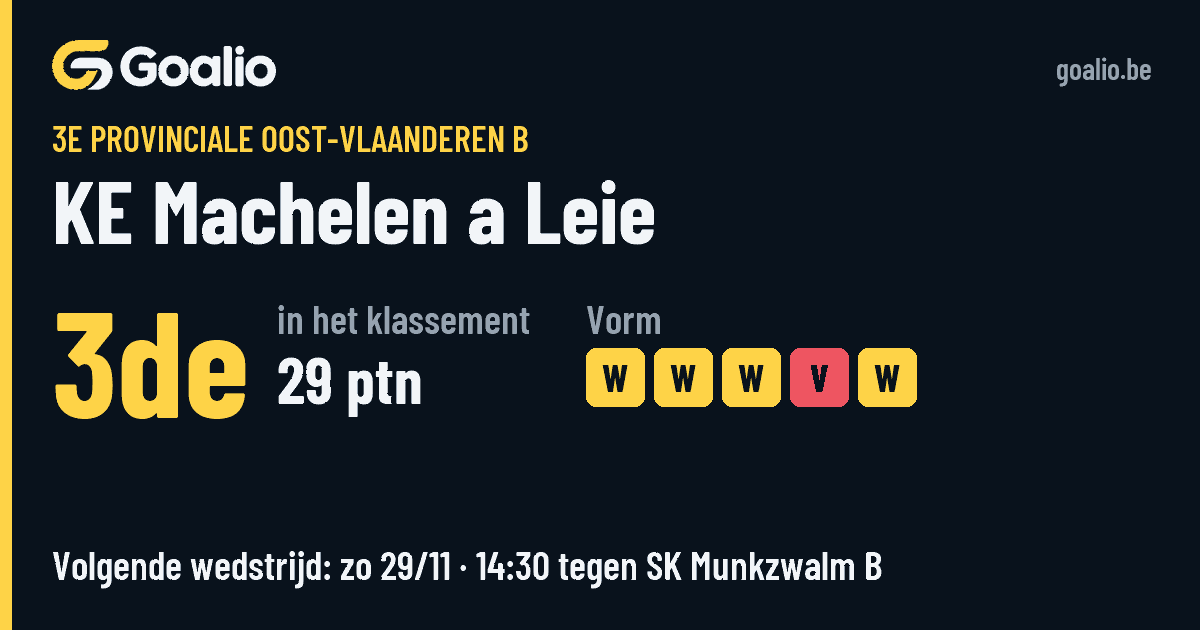 Goalio
goalio.be
3E PROVINCIALE OOST-VLAANDEREN B
KE Machelen a Leie
3de
in het klassement
29 ptn
Vorm
W W W V W
Volgende wedstrijd: zo 29/11 · 14:30 tegen SK Munkzwalm B